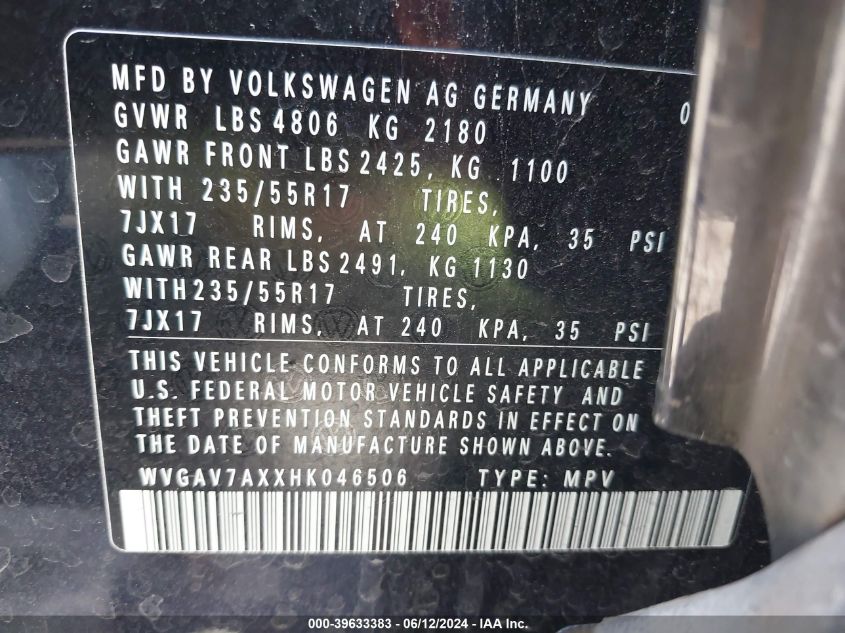 MFD BY VOLKSWAGEN AG GERMANY 0
GVWR LBS 4806 KG 2180
GAWR FRONT LBS 2425, KG 1100
WITH 235/55R17 TIRES,
7JX17 RIMS, AT 240 KPA, 35 PSI
GAWR REAR LBS 2491, KG 1130
WITH 235/55R17 TIRES,
7JX17 RIMS, AT 240 KPA, 35 PSI
THIS VEHICLE CONFORMS TO ALL APPLICABLE
U.S. FEDERAL MOTOR VEHICLE SAFETY AND
THEFT PREVENTION STANDARDS IN EFFECT ON
THE DATE OF MANUFACTURE SHOWN ABOVE.
WVGAV7AXXHK046506 TYPE: MPV
000-39633383 - 06/12/2024 - IAA Inc.